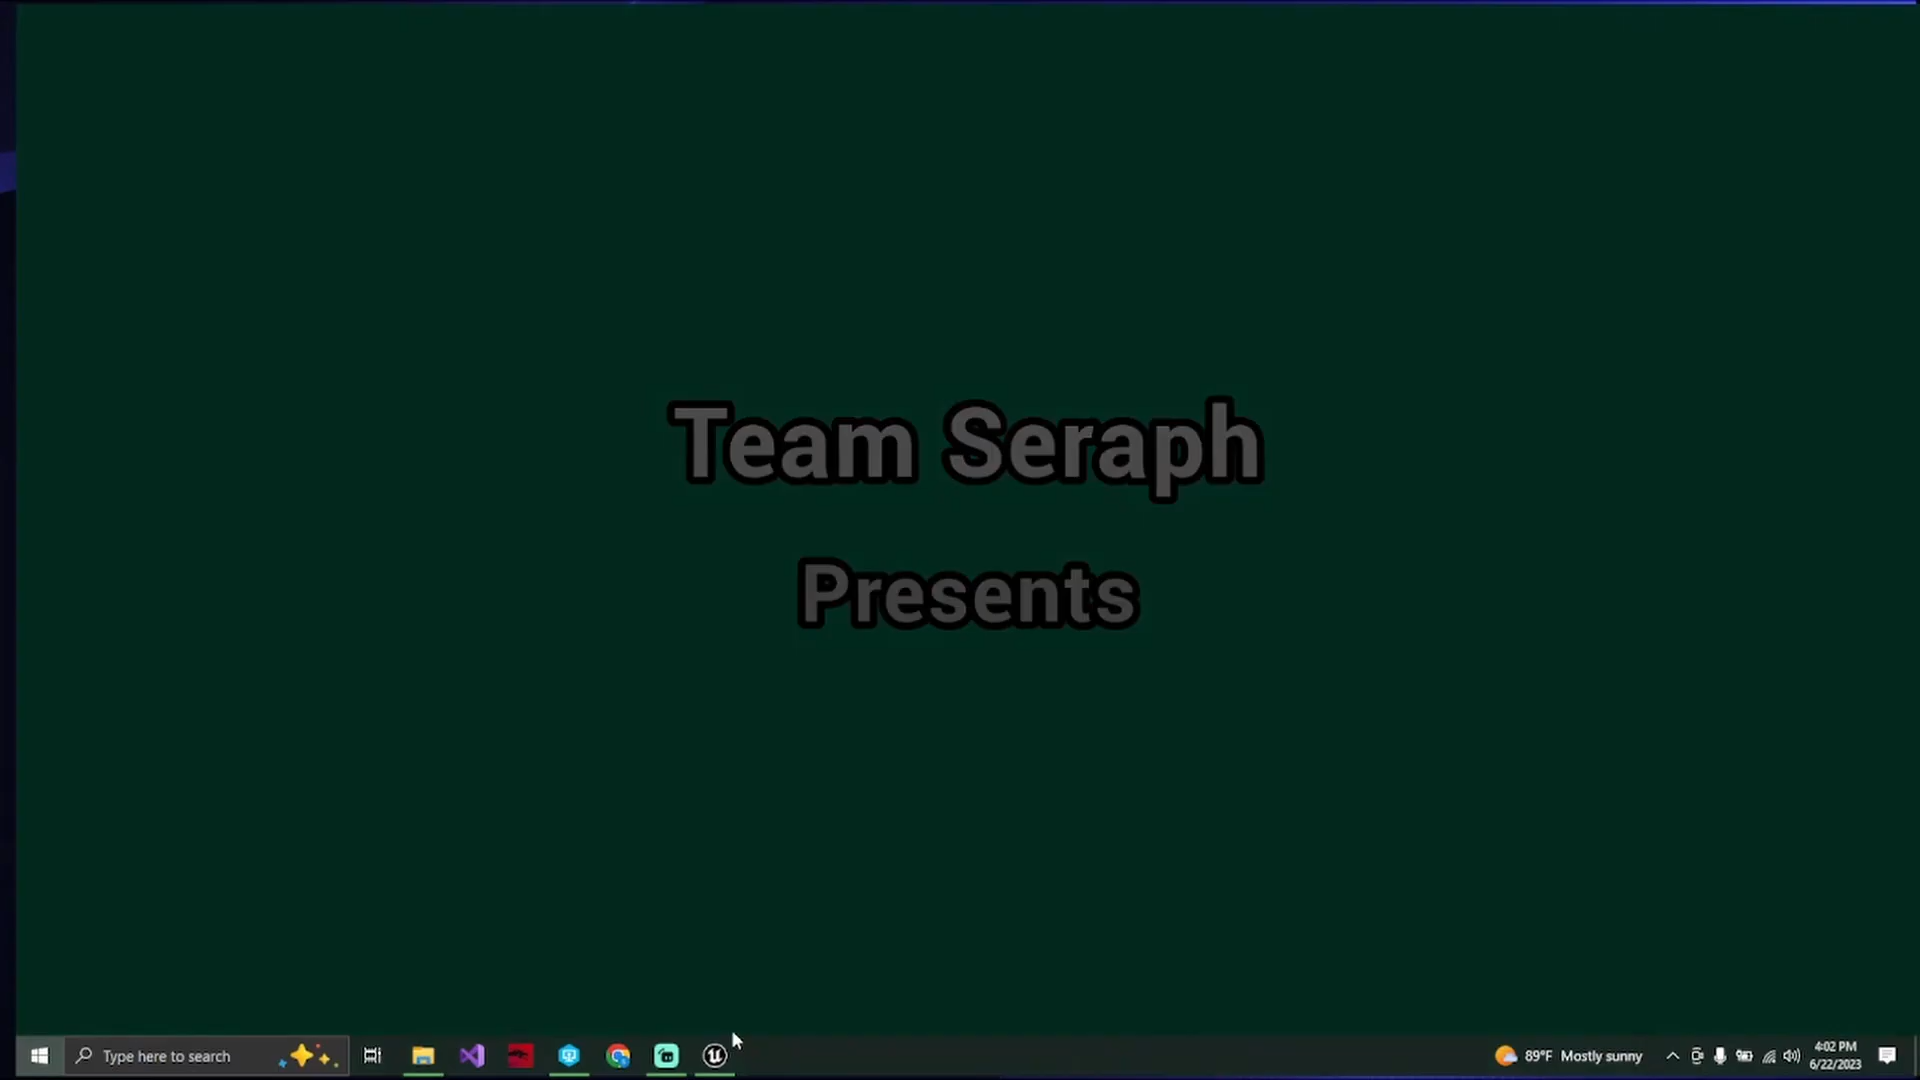 Team Seraph
Presents
Type here to search
89°F Mostly sunny
4:02 PM
6/22/2023